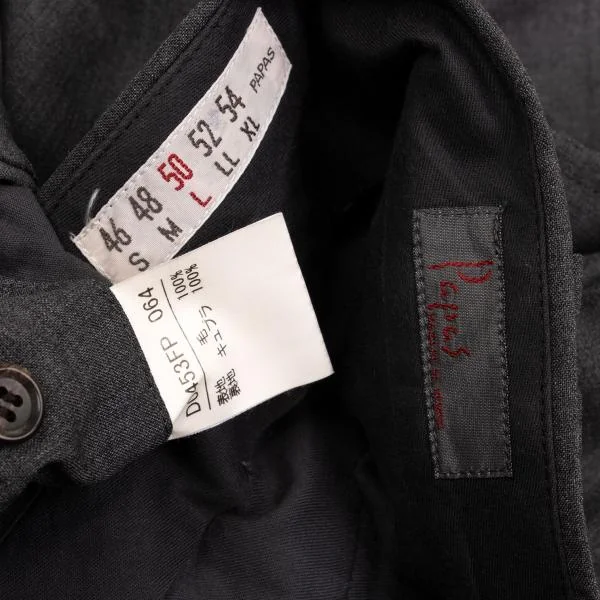 46 48 50 52 54 PAPAS
S M L LL XL
D0453FP 064
表地 毛 100%
裏地 キュプラ 100%
Papas